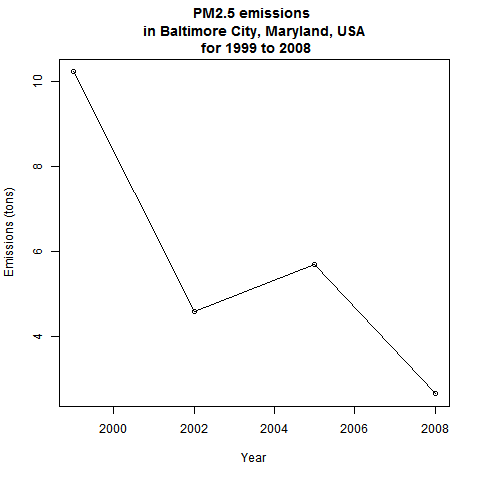 PM2.5 emissions
in Baltimore City, Maryland, USA
for 1999 to 2008
Emissions (tons)
10
8
6
4
2000 2002 2004 2006 2008
Year